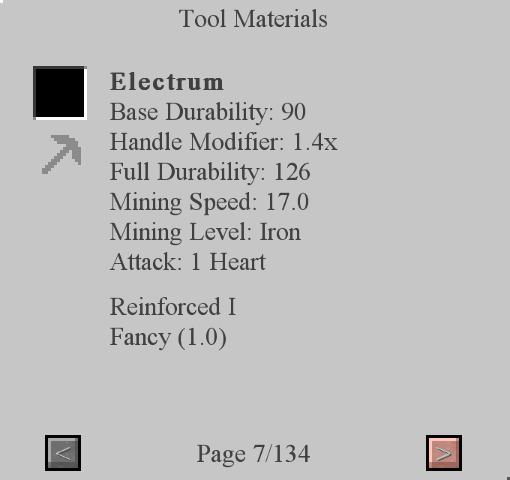 Tool Materials
Electrum
Base Durability: 90
Handle Modifier: 1.4x
Full Durability: 126
Mining Speed: 17.0
Mining Level: Iron
Attack: 1 Heart
Reinforced I
Fancy (1.0)
< Page 7/134 >